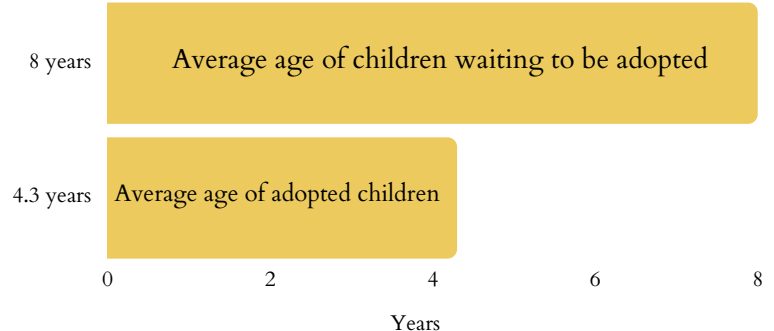 8 years
Average age of children waiting to be adopted
4.3 years
Average age of adopted children
0 2 4 6 8
Years